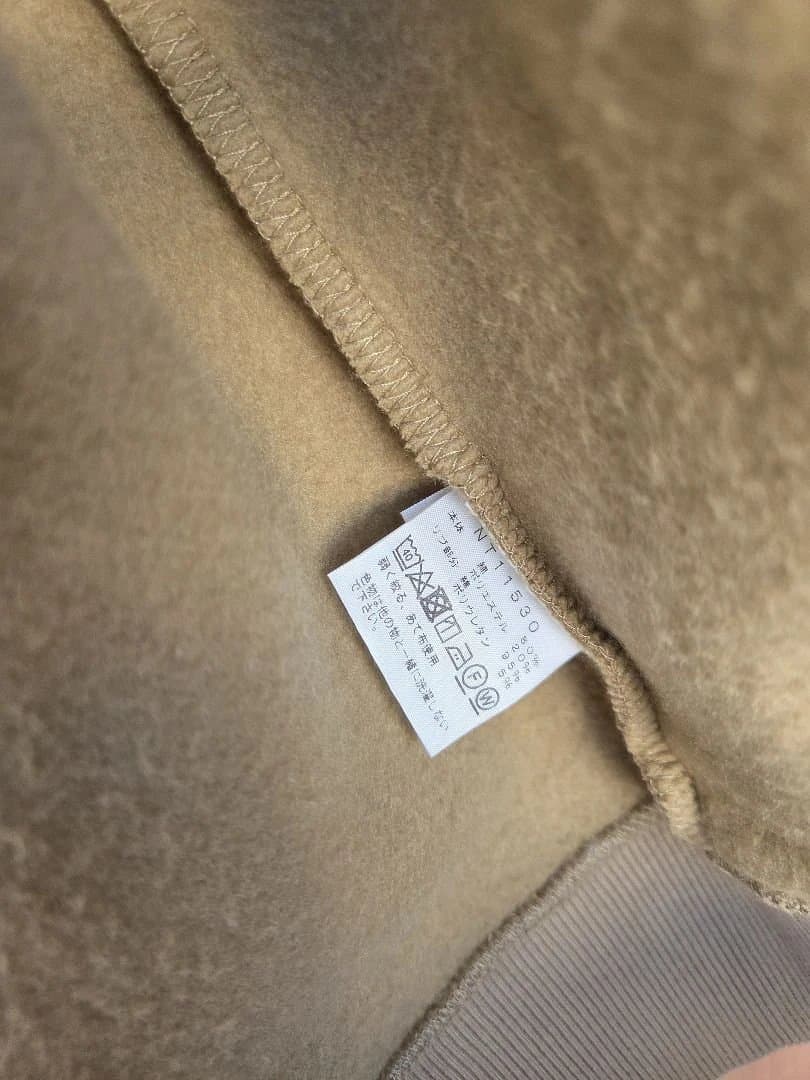 NT11530
本体 綿 80%
ポリエステル 20%
リブ部分 綿 95%
ポリウレタン 5%
40 F W
弱く絞る、あて布使用
色物は他の物と一緒に洗濯しない
で下さい。